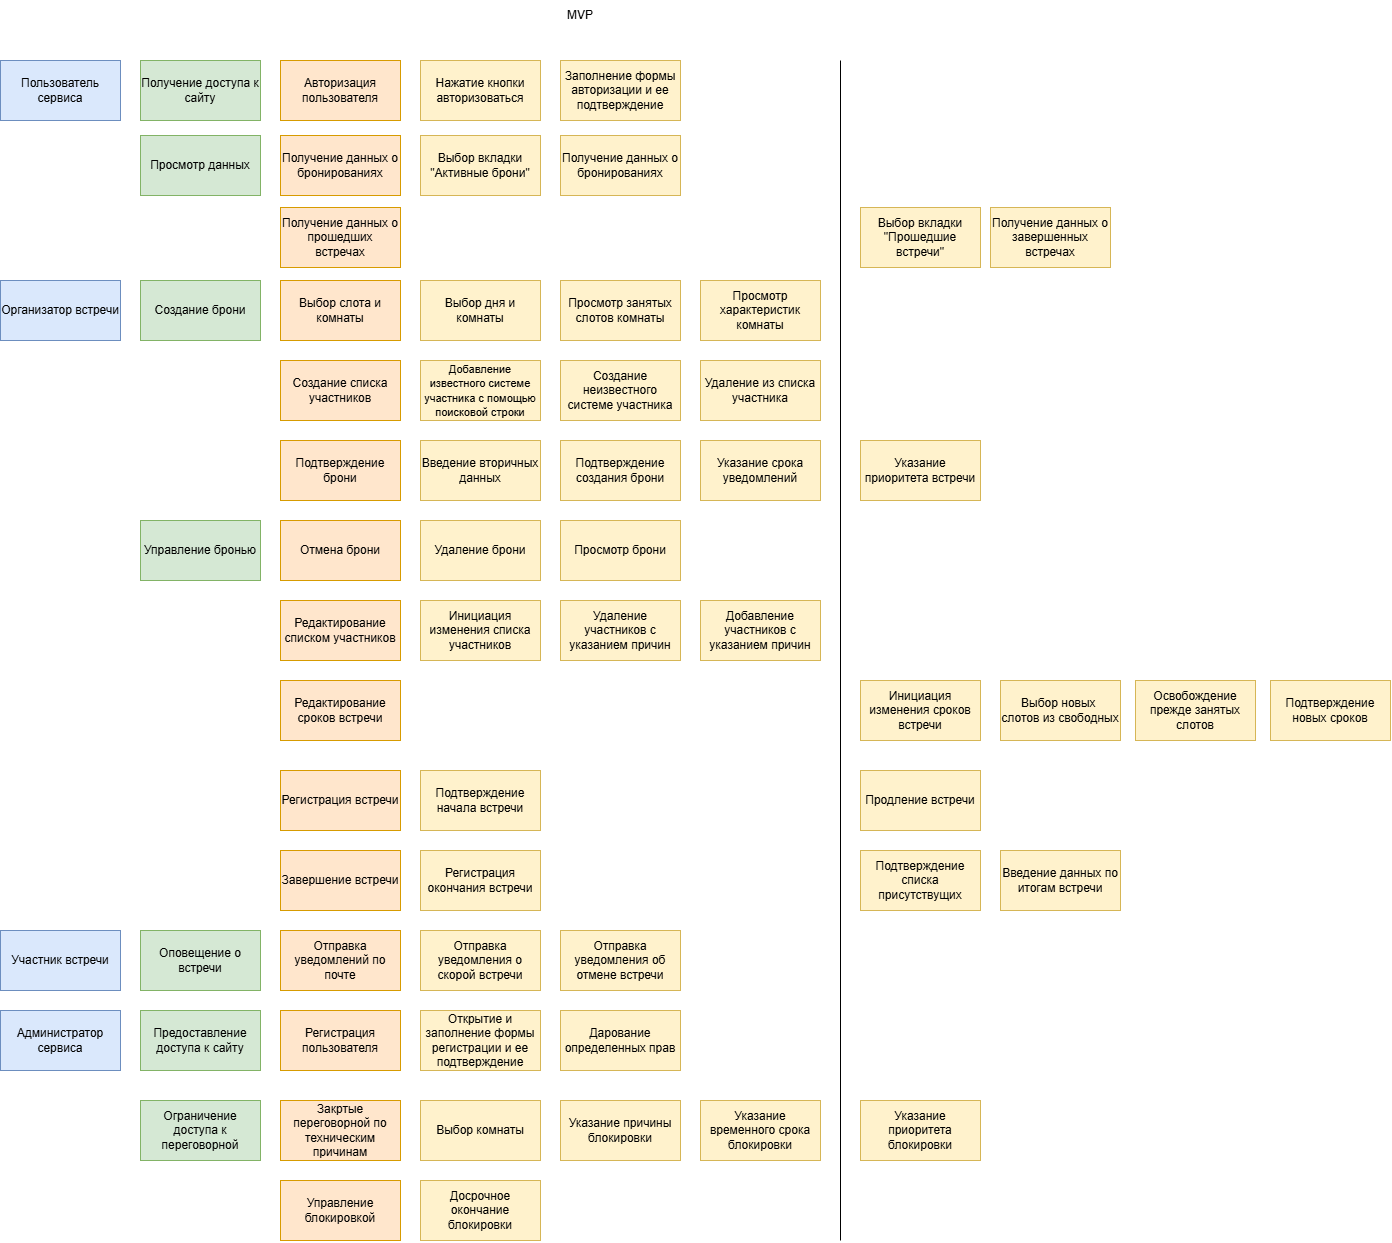 MVP
Пользователь
сервиса
Получение доступа к
сайту
Авторизация
пользователя
Нажатие кнопки
авторизоваться
Заполнение формы
авторизации и ее
подтверждение
Просмотр данных
Получение данных о
бронированиях
Выбор вкладки
"Активные брони"
Получение данных о
бронированиях
Получение данных о
прошедших
встречах
Выбор вкладки
"Прошедшие
встречи"
Получение данных о
завершенных
встречах
Организатор встречи
Создание брони
Выбор слота и
комнаты
Выбор дня и
комнаты
Просмотр занятых
слотов комнаты
Просмотр
характеристик
комнаты
Создание списка
участников
Добавление
известного системе
участника с помощью
поисковой строки
Создание
неизвестного
системе участника
Удаление из списка
участника
Подтверждение
брони
Введение вторичных
данных
Подтверждение
создания брони
Указание срока
уведомлений
Указание
приоритета встречи
Управление бронью
Отмена брони
Удаление брони
Просмотр брони
Редактирование
списком участников
Инициация
изменения списка
участников
Удаление
участников с
указанием причин
Добавление
участников с
указанием причин
Редактирование
сроков встречи
Инициация
изменения сроков
встречи
Выбор новых
слотов из свободных
Освобождение
прежде занятых
слотов
Подтверждение
новых сроков
Регистрация встречи
Подтверждение
начала встречи
Продление встречи
Завершение встречи
Регистрация
окончания встречи
Подтверждение
списка
присутствущих
Введение данных по
итогам встречи
Участник встречи
Оповещение о
встречи
Отправка
уведомлений по
почте
Отправка
уведомления о
скорой встречи
Отправка
уведомления об
отмене встречи
Администратор
сервиса
Предоставление
доступа к сайту
Регистрация
пользователя
Открытие и
заполнение формы
регистрации и ее
подтверждение
Дарование
определенных прав
Ограничение
доступа к
переговорной
Закртые
переговорной по
техническим
причинам
Выбор комнаты
Указание причины
блокировки
Указание
временного срока
блокировки
Указание
приоритета
блокировки
Управление
блокировкой
Досрочное
окончание
блокировки